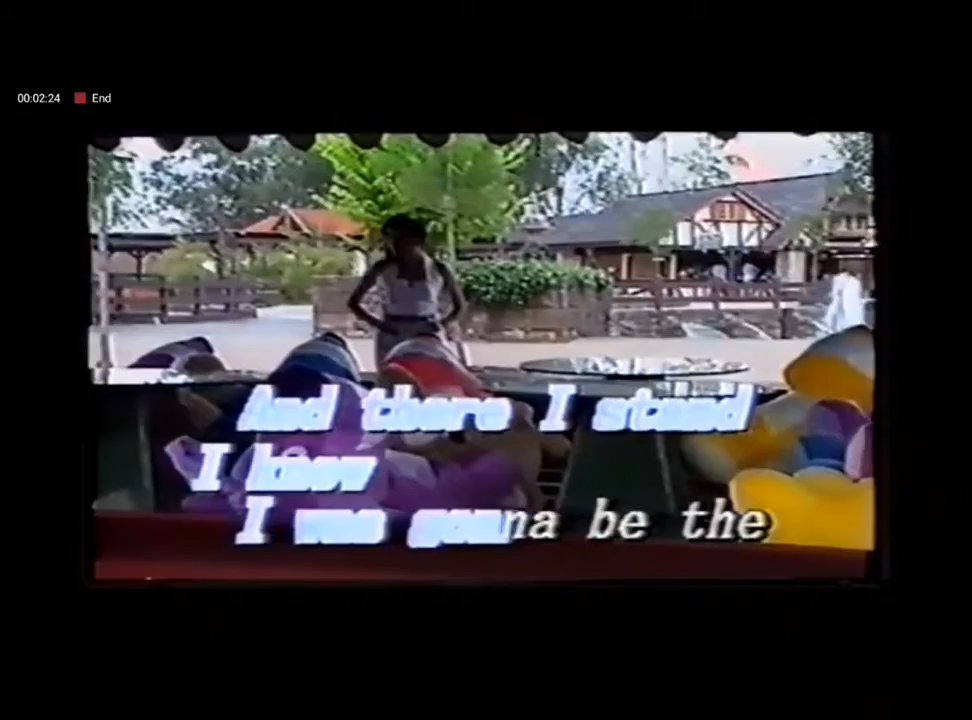 00:02:24 End
And there I stand
I know
I was gonna be the